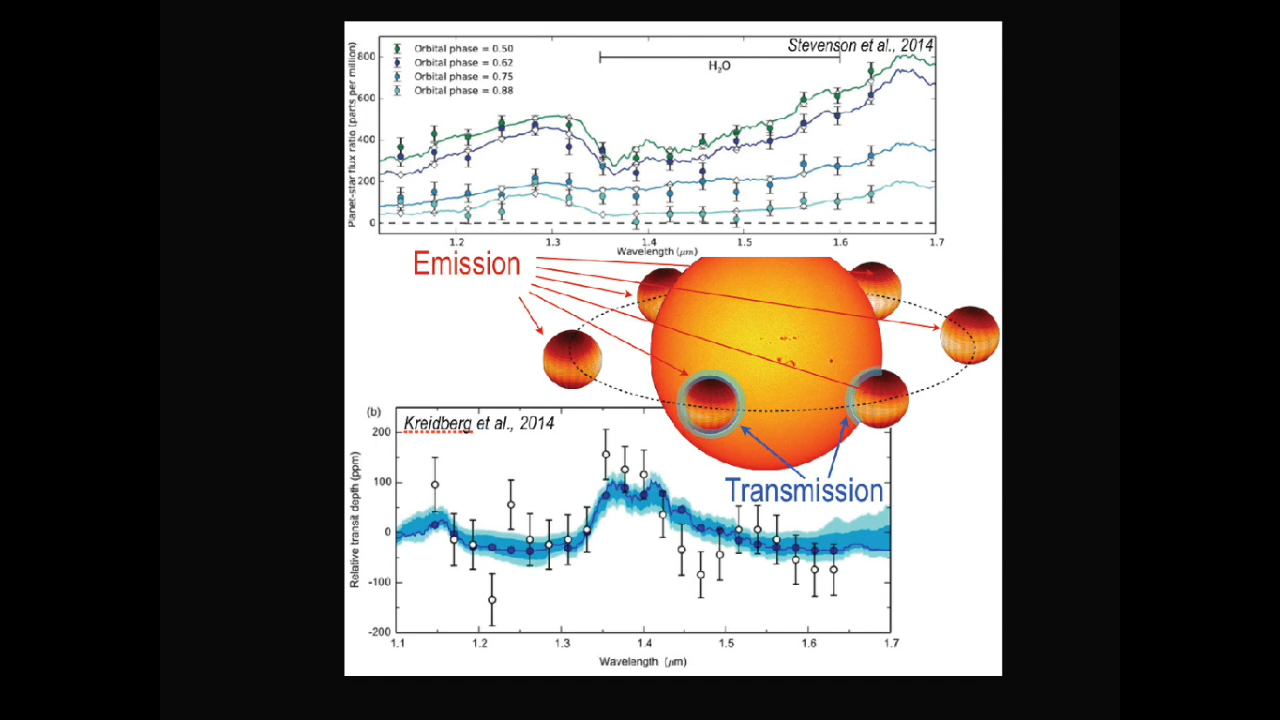 Stevenson et al., 2014
Orbital phase = 0.50
Orbital phase = 0.62
Orbital phase = 0.75
Orbital phase = 0.88
H₂O
Planet-star flux ratio (parts per million)
800
600
400
200
0
1.2 1.3 1.4 1.5 1.6 1.7
Wavelength (μm)
Emission
(b)
Kreidberg et al., 2014
Transmission
Relative transit depth (ppm)
200
100
0
-100
-200
1.1 1.2 1.3 1.4 1.5 1.6 1.7
Wavelength (μm)